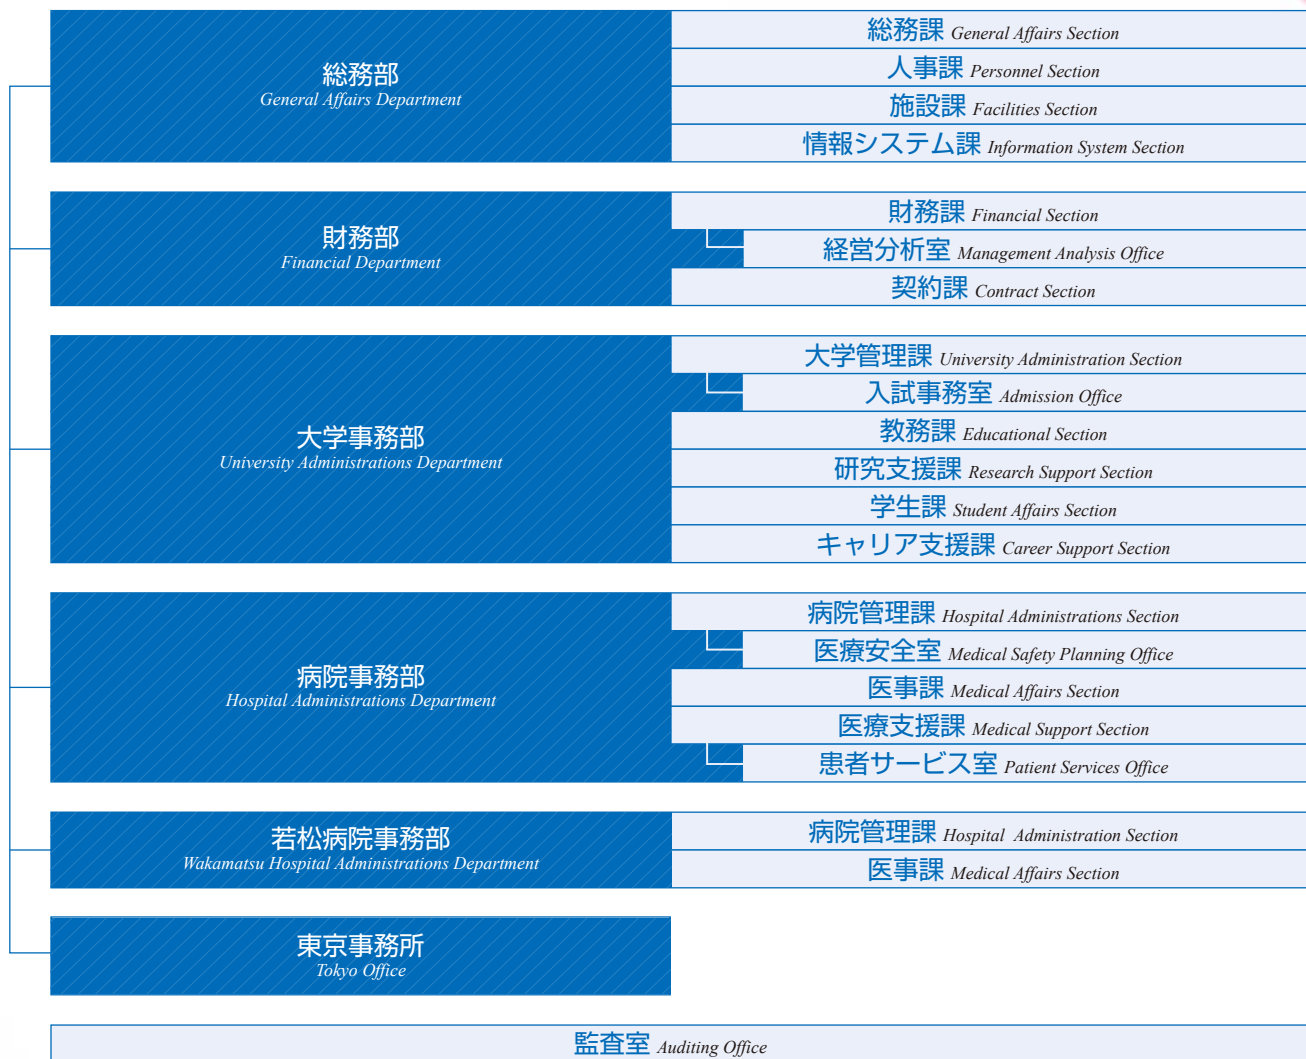 総務部
General Affairs Department
総務課 General Affairs Section
人事課 Personnel Section
施設課 Facilities Section
情報システム課 Information System Section
財務部
Financial Department
財務課 Financial Section
経営分析室 Management Analysis Office
契約課 Contract Section
大学事務部
University Administrations Department
大学管理課 University Administration Section
入試事務室 Admission Office
教務課 Educational Section
研究支援課 Research Support Section
学生課 Student Affairs Section
キャリア支援課 Career Support Section
病院事務部
Hospital Administrations Department
病院管理課 Hospital Administrations Section
医療安全室 Medical Safety Planning Office
医事課 Medical Affairs Section
医療支援課 Medical Support Section
患者サービス室 Patient Services Office
若松病院事務部
Wakamatsu Hospital Administrations Department
病院管理課 Hospital Administration Section
医事課 Medical Affairs Section
東京事務所
Tokyo Office
監査室 Auditing Office